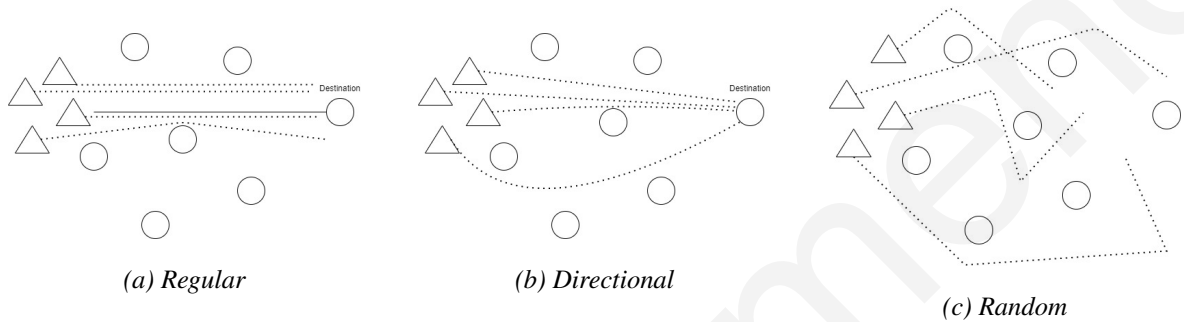 Destination
Destination
(a) Regular
(b) Directional
(c) Random